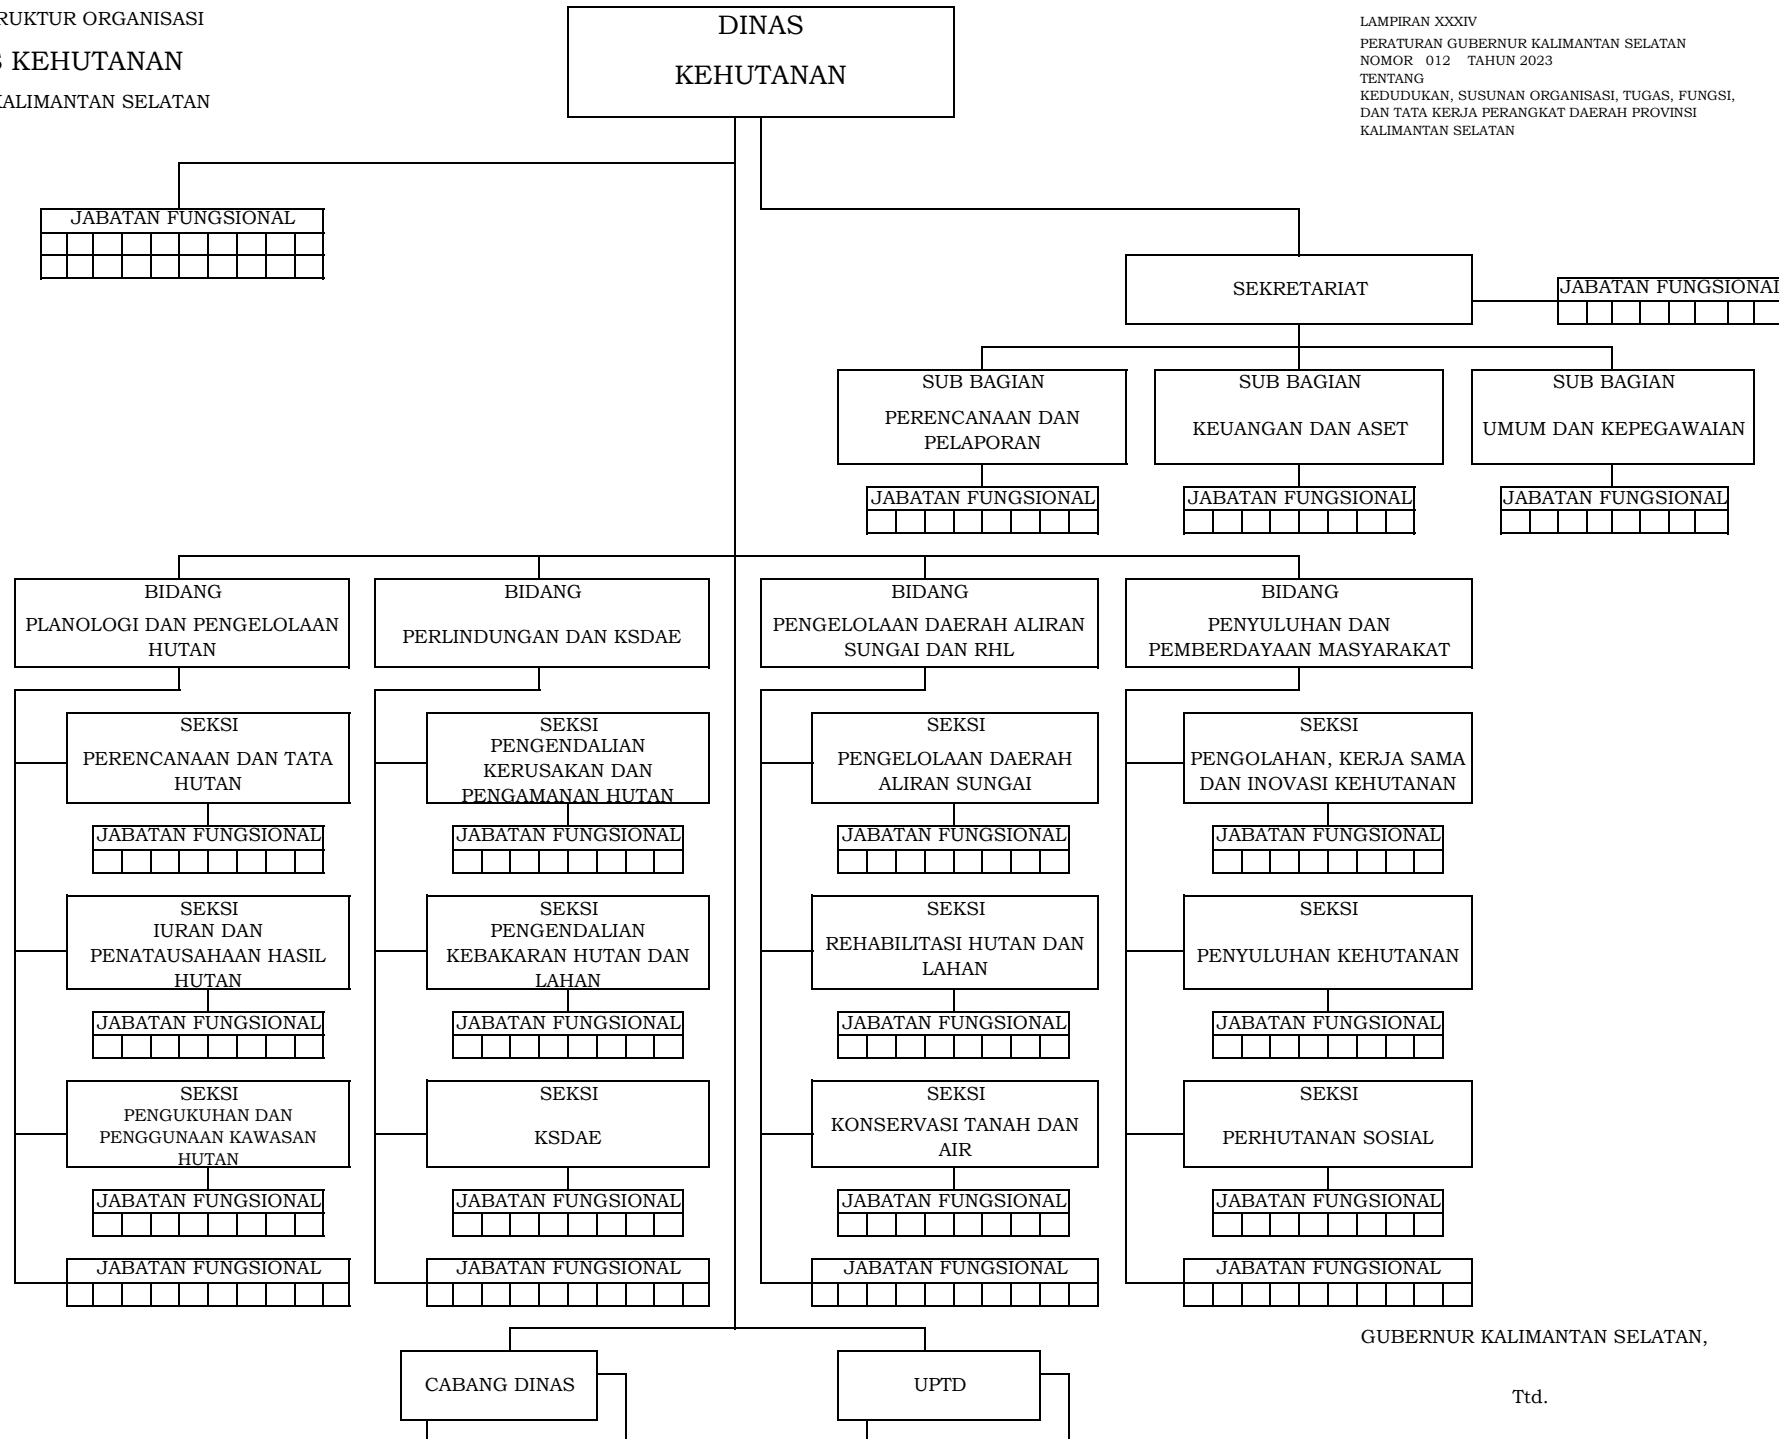 RUKTUR ORGANISASI
KEHUTANAN
KALIMANTAN SELATAN
DINAS
KEHUTANAN
LAMPIRAN XXXIV
PERATURAN GUBERNUR KALIMANTAN SELATAN
NOMOR 012 TAHUN 2023
TENTANG
KEDUDUKAN, SUSUNAN ORGANISASI, TUGAS, FUNGSI,
DAN TATA KERJA PERANGKAT DAERAH PROVINSI
KALIMANTAN SELATAN
JABATAN FUNGSIONAL
SEKRETARIAT
JABATAN FUNGSIONAL
SUB BAGIAN
PERENCANAAN DAN
PELAPORAN
JABATAN FUNGSIONAL
SUB BAGIAN
KEUANGAN DAN ASET
JABATAN FUNGSIONAL
SUB BAGIAN
UMUM DAN KEPEGAWAIAN
JABATAN FUNGSIONAL
BIDANG
PLANOLOGI DAN PENGELOLAAN
HUTAN
SEKSI
PERENCANAAN DAN TATA
HUTAN
JABATAN FUNGSIONAL
SEKSI
IURAN DAN
PENATAUSAHAAN HASIL
HUTAN
JABATAN FUNGSIONAL
SEKSI
PENGUKUHAN DAN
PENGGUNAAN KAWASAN
HUTAN
JABATAN FUNGSIONAL
JABATAN FUNGSIONAL
BIDANG
PERLINDUNGAN DAN KSDAE
SEKSI
PENGENDALIAN
KERUSAKAN DAN
PENGAMANAN HUTAN
JABATAN FUNGSIONAL
SEKSI
PENGENDALIAN
KEBAKARAN HUTAN DAN
LAHAN
JABATAN FUNGSIONAL
SEKSI
KSDAE
JABATAN FUNGSIONAL
JABATAN FUNGSIONAL
BIDANG
PENGELOLAAN DAERAH ALIRAN
SUNGAI DAN RHL
SEKSI
PENGELOLAAN DAERAH
ALIRAN SUNGAI
JABATAN FUNGSIONAL
SEKSI
REHABILITASI HUTAN DAN
LAHAN
JABATAN FUNGSIONAL
SEKSI
KONSERVASI TANAH DAN
AIR
JABATAN FUNGSIONAL
JABATAN FUNGSIONAL
BIDANG
PENYULUHAN DAN
PEMBERDAYAAN MASYARAKAT
SEKSI
PENGOLAHAN, KERJA SAMA
DAN INOVASI KEHUTANAN
JABATAN FUNGSIONAL
SEKSI
PENYULUHAN KEHUTANAN
JABATAN FUNGSIONAL
SEKSI
PERHUTANAN SOSIAL
JABATAN FUNGSIONAL
JABATAN FUNGSIONAL
CABANG DINAS
UPTD
GUBERNUR KALIMANTAN SELATAN,
Ttd.